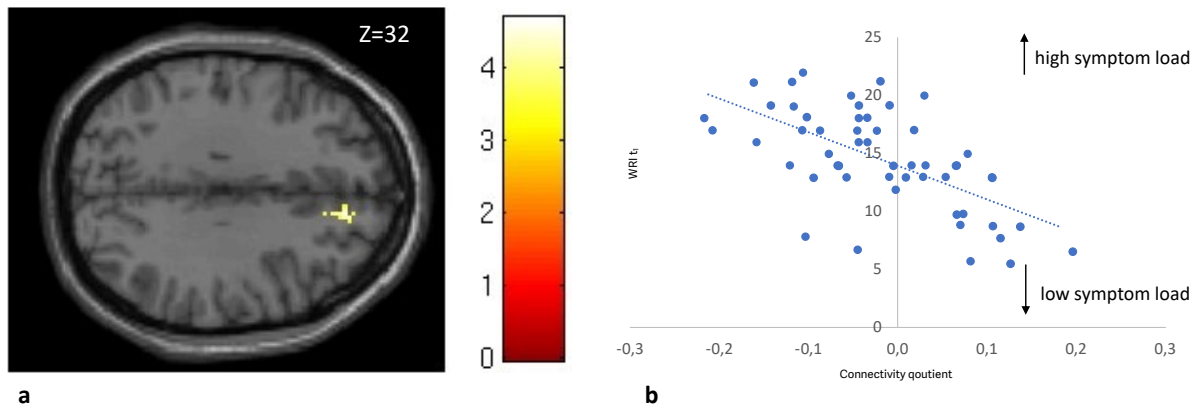 Z=32
4
3
2
1
0
a
25
20
15
10
5
0
WRI t₁
high symptom load
low symptom load
-0,3
-0,2
-0,1
0,0
0,1
0,2
0,3
Connectivity qoutient
b